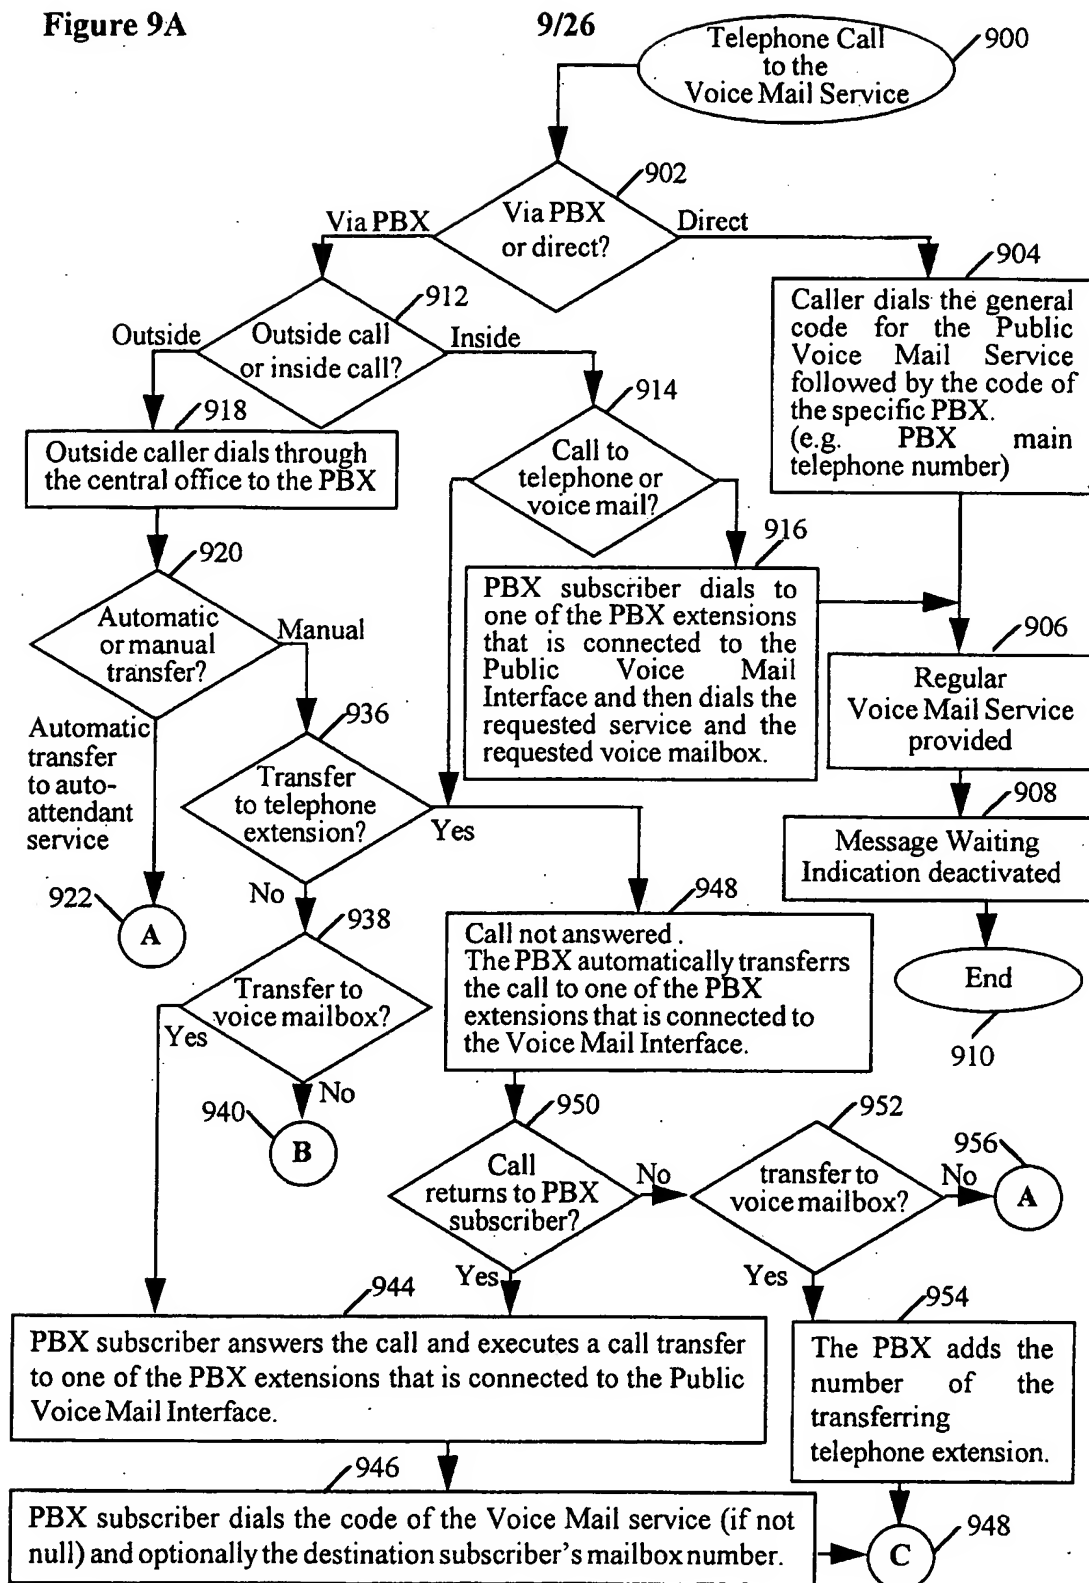 Figure 9A
9/26
Telephone Call
to the
Voice Mail Service
900
902
Via PBX
or direct?
Via PBX
Direct
904
Caller dials the general
code for the Public
Voice Mail Service
followed by the code of
the specific PBX.
(e.g. PBX main
telephone number)
912
Outside call
or inside call?
Outside
Inside
914
Call to
telephone or
voice mail?
918
Outside caller dials through
the central office to the PBX
916
PBX subscriber dials to
one of the PBX extensions
that is connected to the
Public Voice Mail
Interface and then dials the
requested service and the
requested voice mailbox.
920
Automatic
or manual
transfer?
Manual
906
Regular
Voice Mail Service
provided
Automatic
transfer
to auto-
attendant
service
936
Transfer
to telephone
extension?
Yes
No
908
Message Waiting
Indication deactivated
922
A
938
Transfer to
voice mailbox?
Yes
No
948
Call not answered.
The PBX automatically transferrs
the call to one of the PBX
extensions that is connected to
the Voice Mail Interface.
End
910
940
B
950
Call
returns to PBX
subscriber?
No
Yes
952
transfer to
voice mailbox?
No
Yes
956
A
944
PBX subscriber answers the call and executes a call transfer
to one of the PBX extensions that is connected to the Public
Voice Mail Interface.
954
The PBX adds the
number of the
transferring
telephone extension.
946
PBX subscriber dials the code of the Voice Mail service (if not
null) and optionally the destination subscriber's mailbox number.
C
948